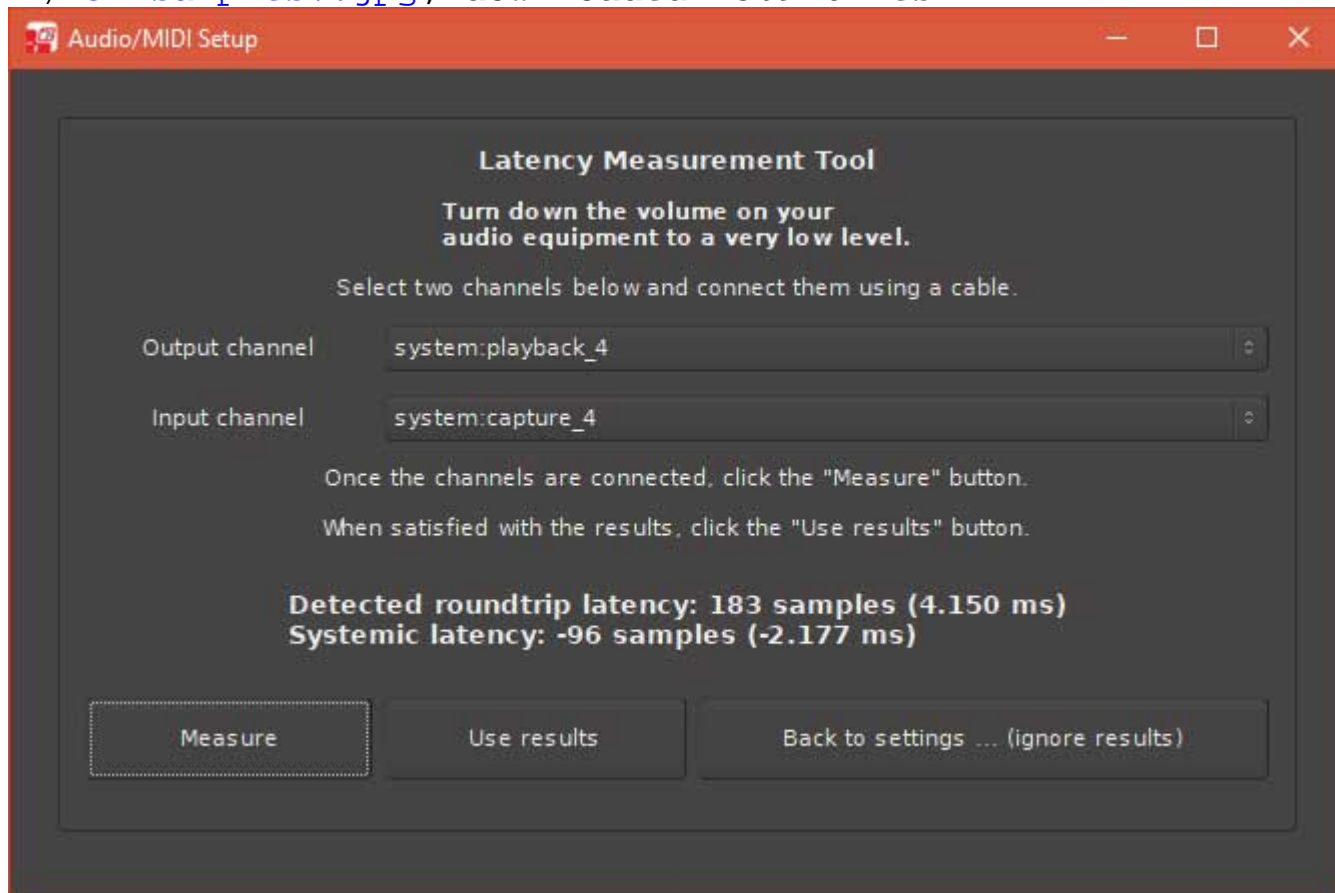 Audio/MIDI Setup
Latency Measurement Tool
Turn down the volume on your
audio equipment to a very low level.
Select two channels below and connect them using a cable.
Output channel system:playback_4
Input channel system:capture_4
Once the channels are connected, click the "Measure" button.
When satisfied with the results, click the "Use results" button.
Detected roundtrip latency: 183 samples (4.150 ms)
Systemic latency: -96 samples (-2.177 ms)
Measure Use results Back to settings ... (ignore results)